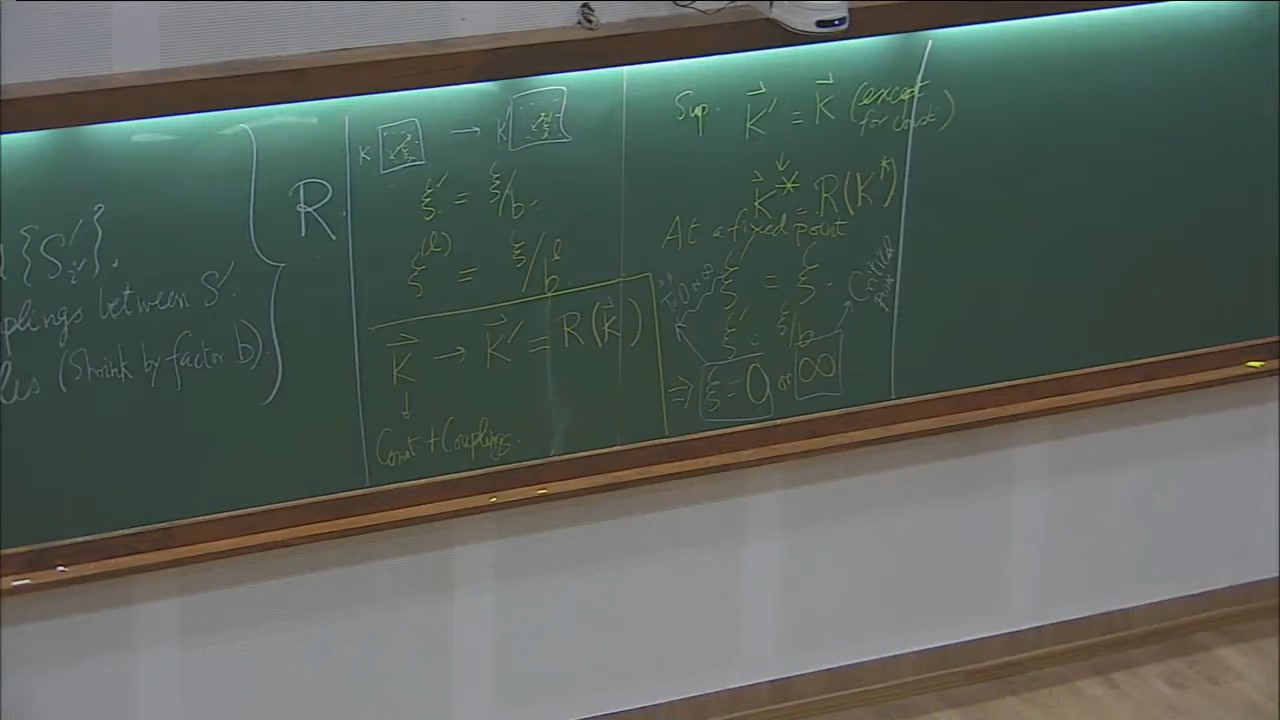 {S'ᵢ'}.
plings between S'
les (Shrink by factor b).
} R
K → K'
ξ' = ξ/b.
ξ⁽ˡ⁾ = ξ/bˡ
K⃗ → K⃗' = R(K⃗)
↓
Const + Couplings.
Sup. K⃗' = K⃗ (except for const)
↓
K⃗* = R(K*)
At a fixed point
ξ' = ξ.
ξ' = ξ/b
⇒ ξ = 0 or ∞
Critical point